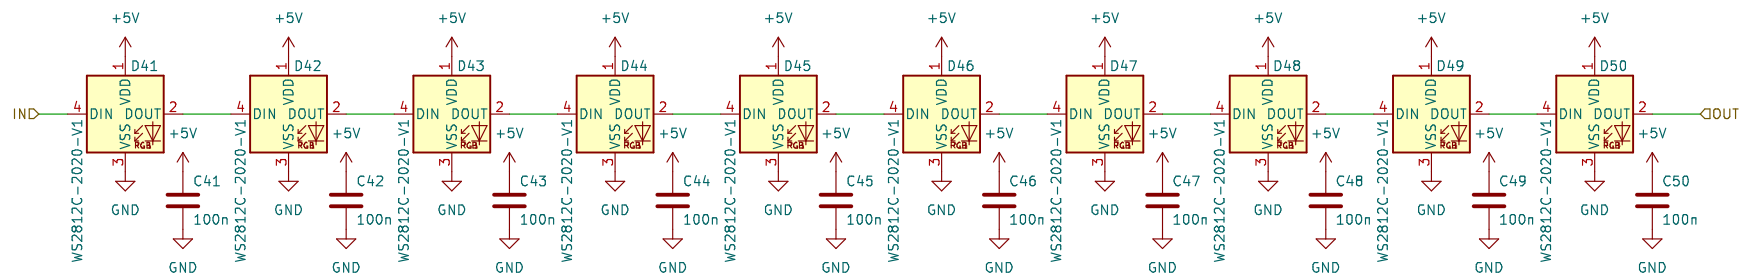 +5V +5V +5V +5V +5V +5V +5V +5V +5V +5V
1 D41 1 D42 1 D43 1 D44 1 D45 1 D46 1 D47 1 D48 1 D49 1 D50
VDD VDD VDD VDD VDD VDD VDD VDD VDD VDD
IN 4 DIN DOUT 2 4 DIN DOUT 2 4 DIN DOUT 2 4 DIN DOUT 2 4 DIN DOUT 2 4 DIN DOUT 2 4 DIN DOUT 2 4 DIN DOUT 2 4 DIN DOUT 2 4 DIN DOUT 2 OUT
VSS +5V VSS +5V VSS +5V VSS +5V VSS +5V VSS +5V VSS +5V VSS +5V VSS +5V VSS +5V
RGB RGB RGB RGB RGB RGB RGB RGB RGB RGB
3 3 3 3 3 3 3 3 3 3
WS2812C-2020-V1 WS2812C-2020-V1 WS2812C-2020-V1 WS2812C-2020-V1 WS2812C-2020-V1 WS2812C-2020-V1 WS2812C-2020-V1 WS2812C-2020-V1 WS2812C-2020-V1 WS2812C-2020-V1
C41 C42 C43 C44 C45 C46 C47 C48 C49 C50
GND GND GND GND GND GND GND GND GND GND
100n 100n 100n 100n 100n 100n 100n 100n 100n 100n
GND GND GND GND GND GND GND GND GND GND